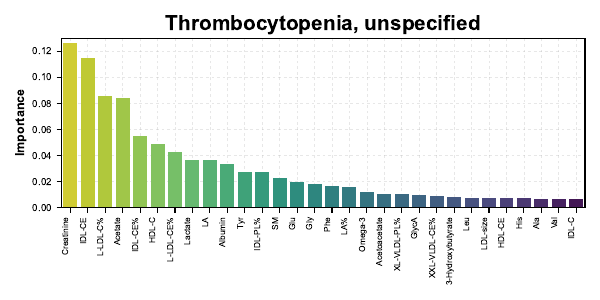 Thrombocytopenia, unspecified
Importance
0.12
0.10
0.08
0.06
0.04
0.02
0.00
Creatinine
IDL-CE
L-LDL-C%
Acetate
IDL-CE%
HDL-C
L-LDL-CE%
Lactate
LA
Albumin
Tyr
IDL-PL%
SM
Glu
Gly
Phe
LA%
Omega-3
Acetoacetate
XL-VLDL-PL%
GlycA
XXL-VLDL-CE%
3-Hydroxybutyrate
Leu
LDL-size
HDL-CE
His
Ala
Val
IDL-C